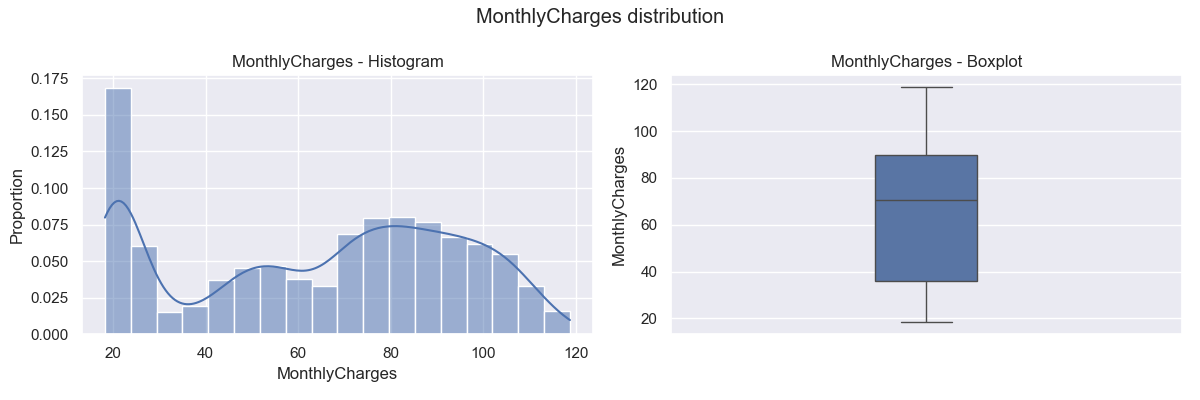 MonthlyCharges distribution
MonthlyCharges - Histogram
0.175
0.150
0.125
0.100
0.075
0.050
0.025
0.000
Proportion
20 40 60 80 100 120
MonthlyCharges
MonthlyCharges - Boxplot
120
100
80
60
40
20
MonthlyCharges